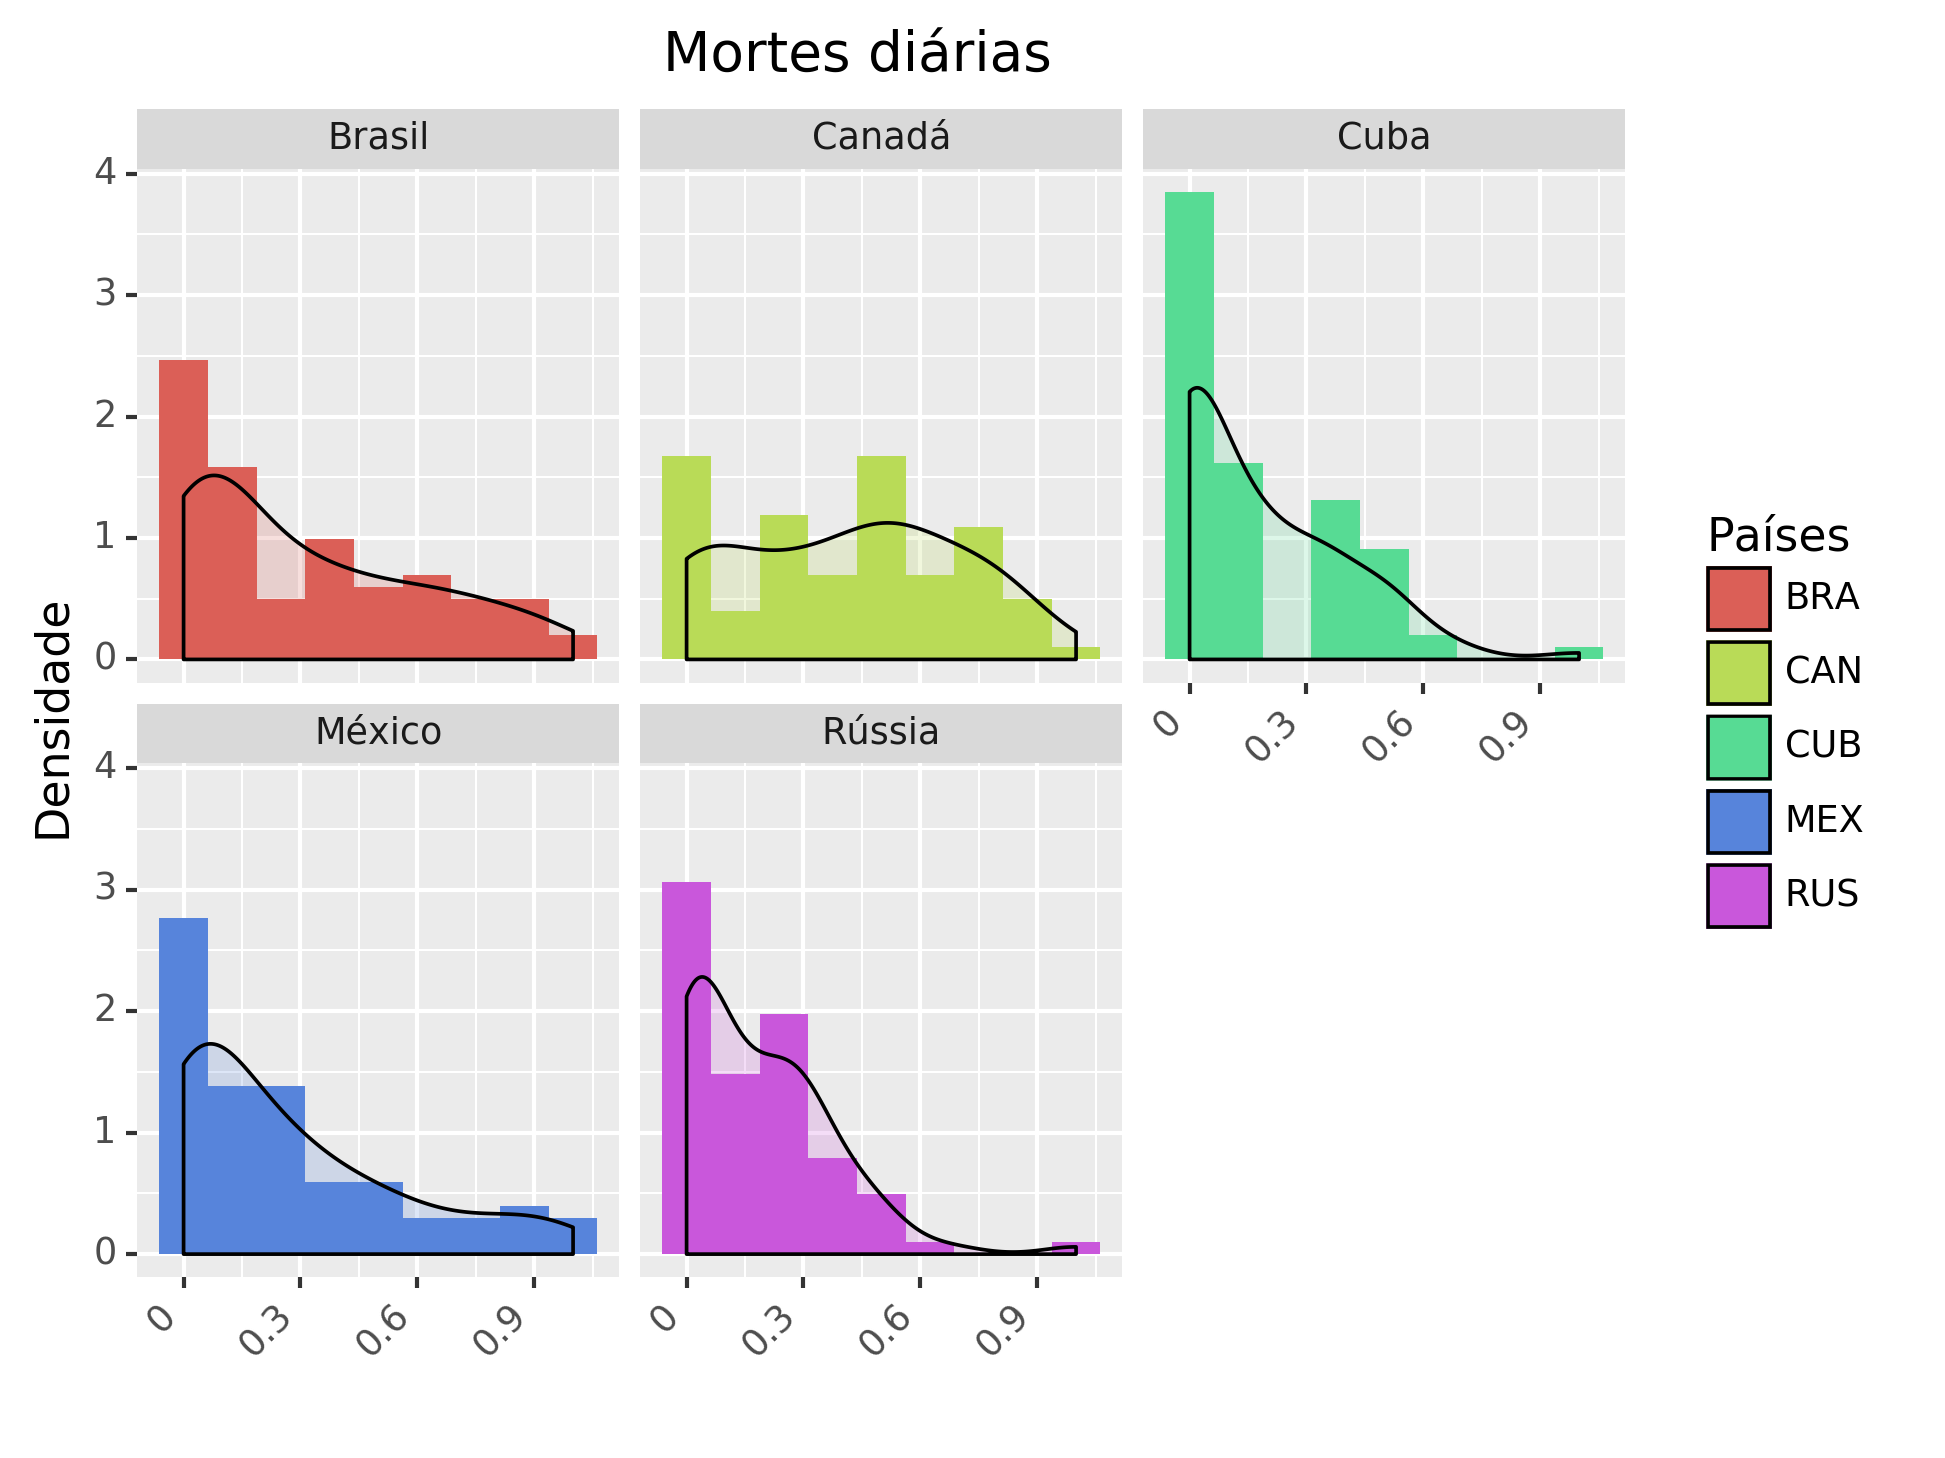 Mortes diárias
Brasil
Canadá
Cuba
4
3
2
1
0
0
0.3
0.6
0.9
Densidade
México
Rússia
4
3
2
1
0
0
0.3
0.6
0.9
0
0.3
0.6
0.9
Países
BRA
CAN
CUB
MEX
RUS